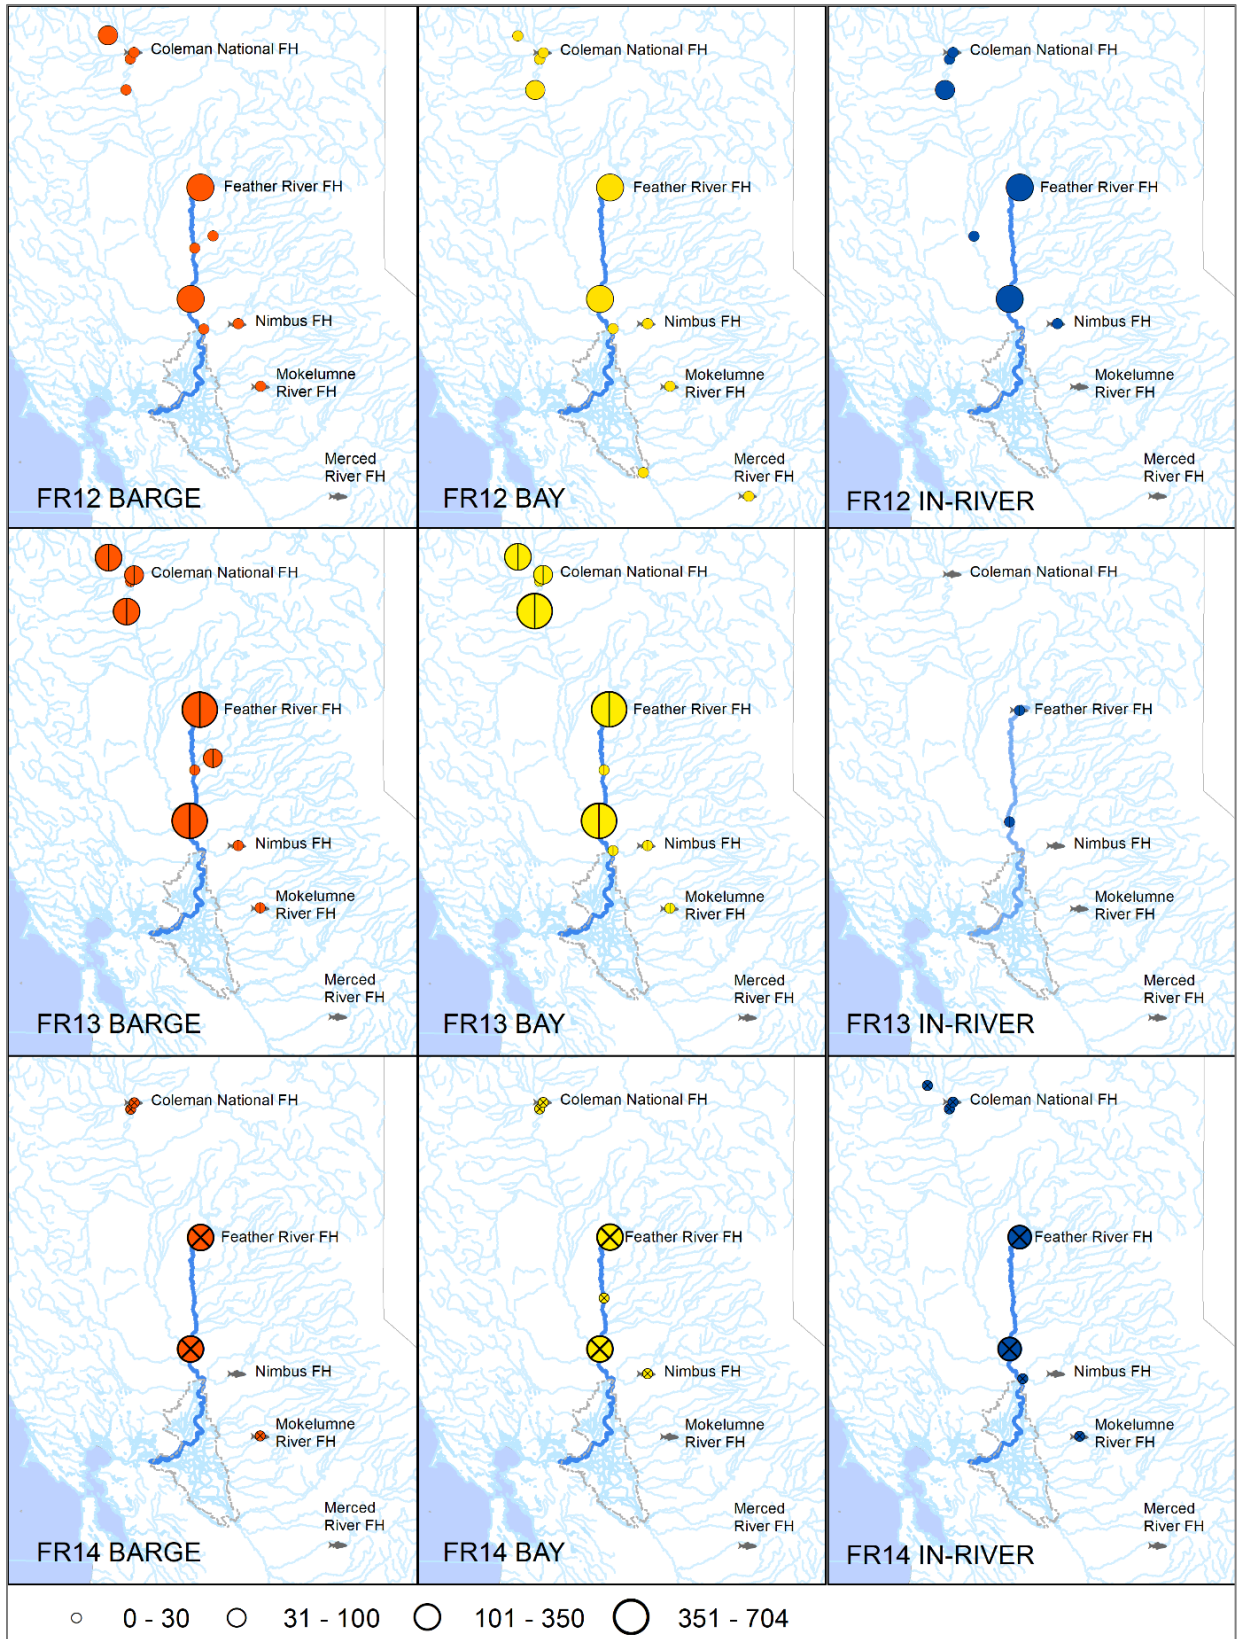 Coleman National FH
Feather River FH
Nimbus FH
Mokelumne
River FH
Merced
River FH
FR12 BARGE
Coleman National FH
Feather River FH
Nimbus FH
Mokelumne
River FH
Merced
River FH
FR12 BAY
Coleman National FH
Feather River FH
Nimbus FH
Mokelumne
River FH
Merced
River FH
FR12 IN-RIVER
Coleman National FH
Feather River FH
Nimbus FH
Mokelumne
River FH
Merced
River FH
FR13 BARGE
Coleman National FH
Feather River FH
Nimbus FH
Mokelumne
River FH
Merced
River FH
FR13 BAY
Coleman National FH
Feather River FH
Nimbus FH
Mokelumne
River FH
Merced
River FH
FR13 IN-RIVER
Coleman National FH
Feather River FH
Nimbus FH
Mokelumne
River FH
Merced
River FH
FR14 BARGE
Coleman National FH
Feather River FH
Nimbus FH
Mokelumne
River FH
Merced
River FH
FR14 BAY
Coleman National FH
Feather River FH
Nimbus FH
Mokelumne
River FH
Merced
River FH
FR14 IN-RIVER
0 - 30 31 - 100 101 - 350 351 - 704